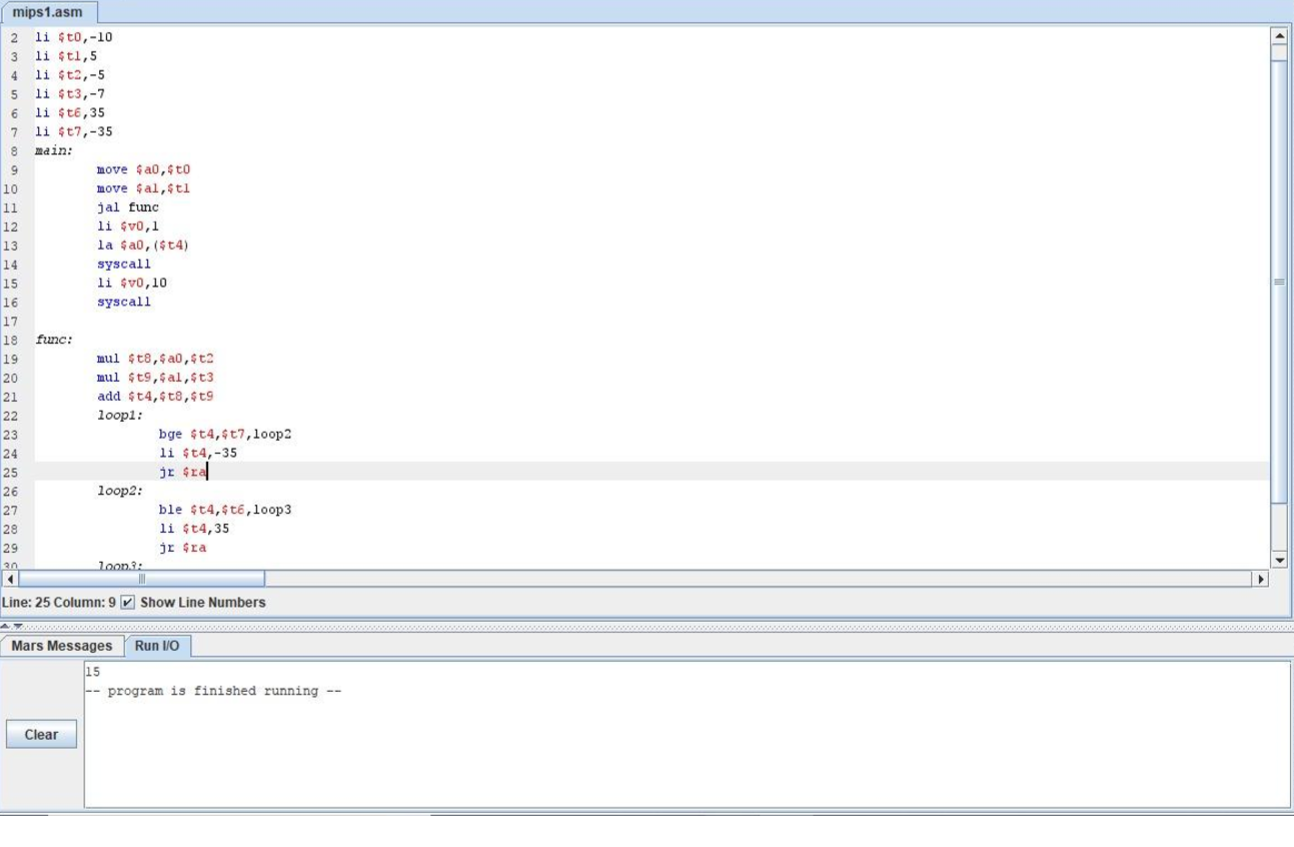 mips1.asm
2 li $t0,-10
3 li $t1,5
4 li $t2,-5
5 li $t3,-7
6 li $t6,35
7 li $t7,-35
8 main:
9 move $a0,$t0
10 move $a1,$t1
11 jal func
12 li $v0,1
13 la $a0,($t4)
14 syscall
15 li $v0,10
16 syscall
17
18 func:
19 mul $t8,$a0,$t2
20 mul $t9,$a1,$t3
21 add $t4,$t8,$t9
22 loop1:
23 bge $t4,$t7,loop2
24 li $t4,-35
25 jr $ra
26 loop2:
27 ble $t4,$t6,loop3
28 li $t4,35
29 jr $ra
30 loop3:
Line: 25 Column: 9 Show Line Numbers
Mars Messages Run I/O
15
-- program is finished running --
Clear